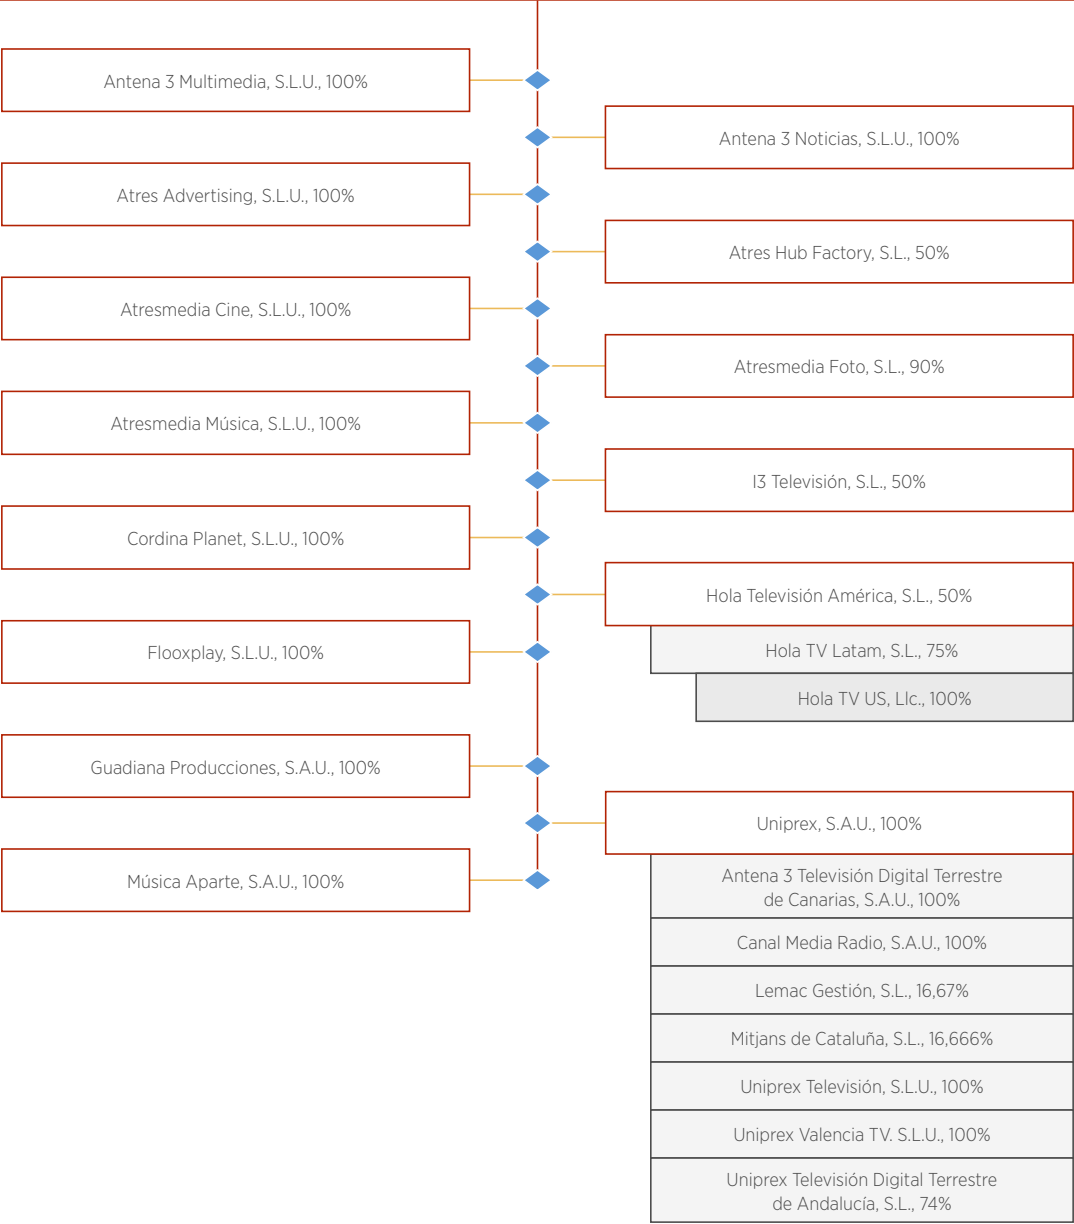 Antena 3 Multimedia, S.L.U., 100%
Antena 3 Noticias, S.L.U., 100%
Atres Advertising, S.L.U., 100%
Atres Hub Factory, S.L., 50%
Atresmedia Cine, S.L.U., 100%
Atresmedia Foto, S.L., 90%
Atresmedia Música, S.L.U., 100%
I3 Televisión, S.L., 50%
Cordina Planet, S.L.U., 100%
Hola Televisión América, S.L., 50%
Hola TV Latam, S.L., 75%
Hola TV US, Llc., 100%
Flooxplay, S.L.U., 100%
Guadiana Producciones, S.A.U., 100%
Uniprex, S.A.U., 100%
Antena 3 Televisión Digital Terrestre
de Canarias, S.A.U., 100%
Canal Media Radio, S.A.U., 100%
Lemac Gestión, S.L., 16,67%
Mitjans de Cataluña, S.L., 16,666%
Uniprex Televisión, S.L.U., 100%
Uniprex Valencia TV. S.L.U., 100%
Uniprex Televisión Digital Terrestre
de Andalucía, S.L., 74%
Música Aparte, S.A.U., 100%